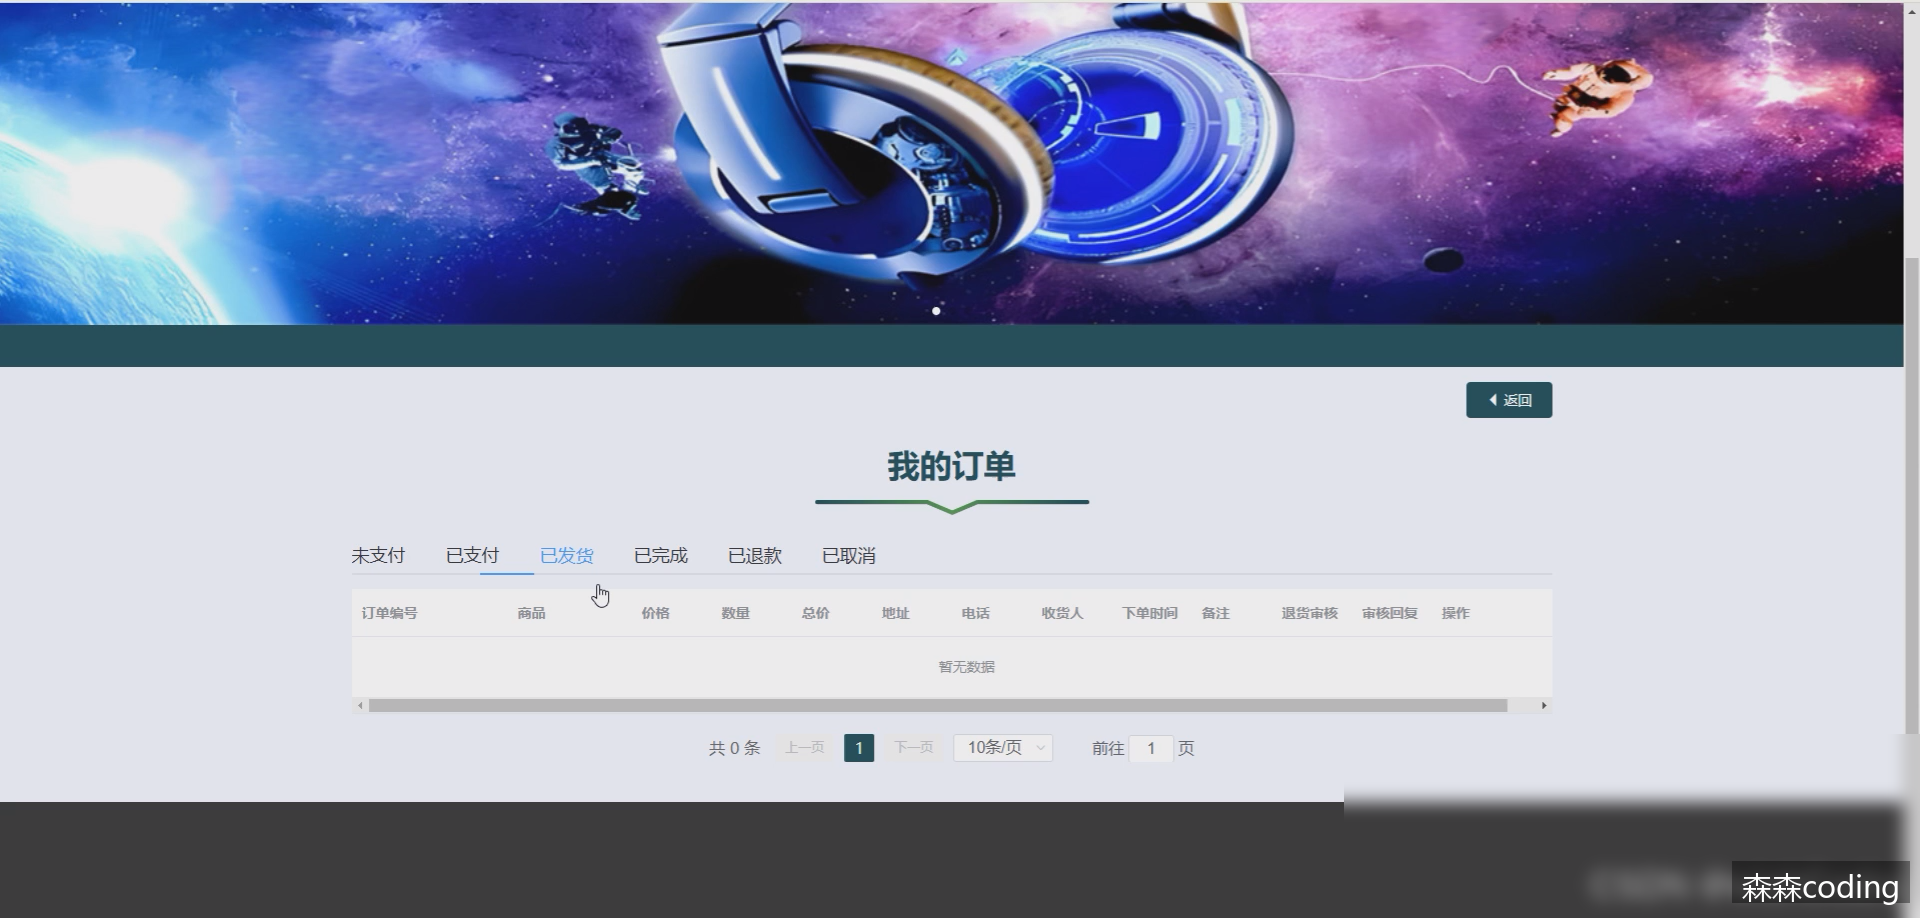 返回
我的订单
未支付 已支付 已发货 已完成 已退款 已取消
订单编号 商品 价格 数量 总价 地址 电话 收货人 下单时间 备注 退货审核 审核回复 操作
暂无数据
共 0 条 上一页 1 下一页 10条/页 前往 1 页
森森coding